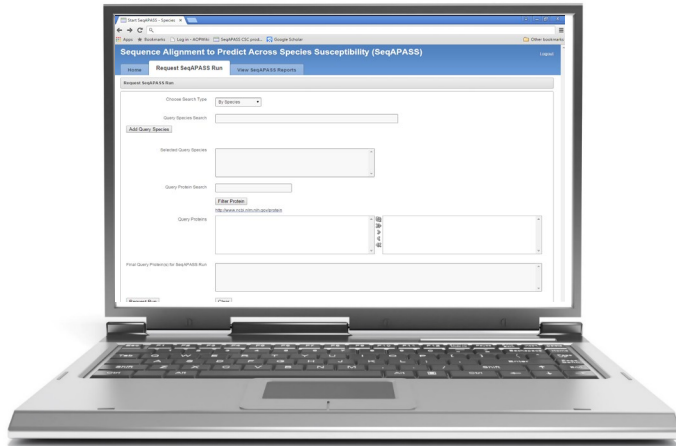 Start SeqAPASS - Species
Apps Bookmarks Log In - AOPWiki SeqAPASS CSC prod... Google Scholar Other bookmarks
Sequence Alignment to Predict Across Species Susceptibility (SeqAPASS)
Logout
Home Request SeqAPASS Run View SeqAPASS Reports
Request SeqAPASS Run
Choose Search Type By Species
Query Species Search
Add Query Species
Selected Query Species
Query Protein Search
Filter Protein
http://www.ncbi.nlm.nih.gov/protein
Query Proteins
Final Query Protein(s) for SeqAPASS Run
Request Run Clear